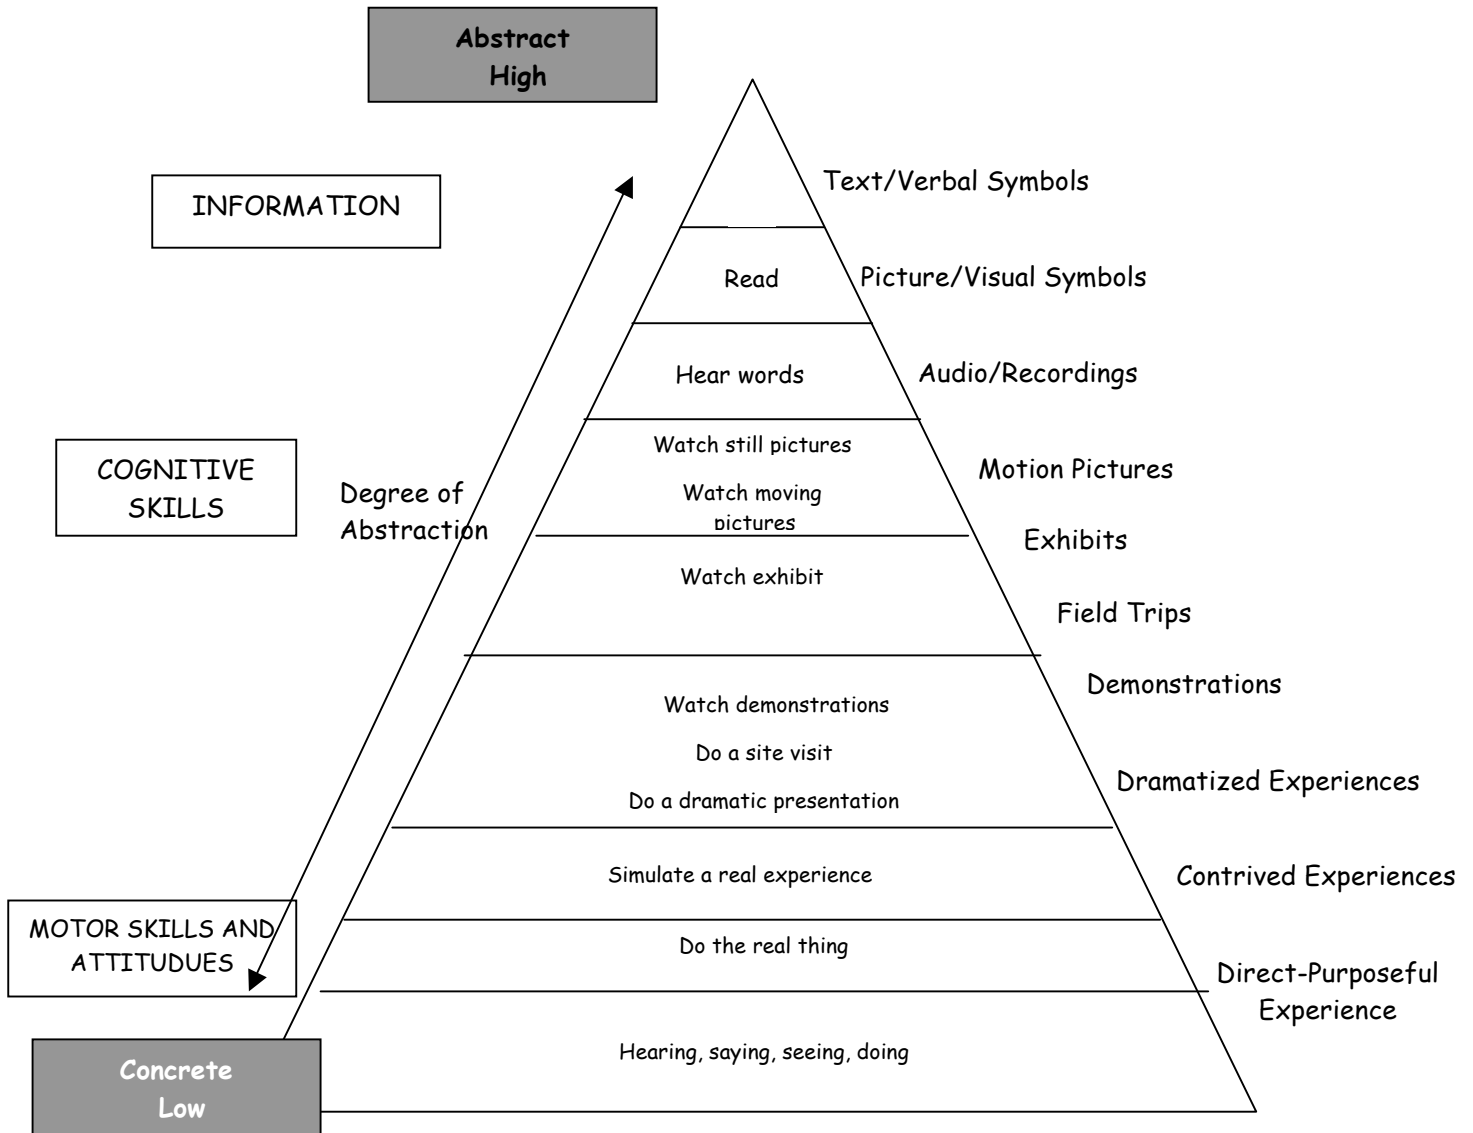 Abstract
High
Text/Verbal Symbols
INFORMATION
Read
Picture/Visual Symbols
Hear words
Audio/Recordings
Watch still pictures
COGNITIVE
SKILLS
Degree of
Abstraction
Motion Pictures
Watch moving
pictures
Exhibits
Watch exhibit
Field Trips
Demonstrations
Watch demonstrations
Do a site visit
Dramatized Experiences
Do a dramatic presentation
Simulate a real experience
Contrived Experiences
MOTOR SKILLS AND
ATTITUDUES
Do the real thing
Direct-Purposeful
Experience
Hearing, saying, seeing, doing
Concrete
Low